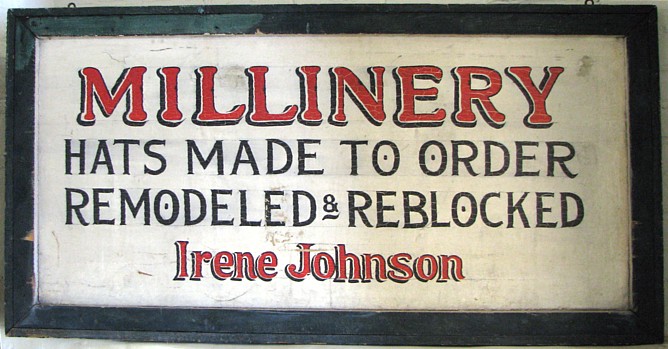 MILLINERY
HATS MADE TO ORDER
REMODELED & REBLOCKED
Irene Johnson